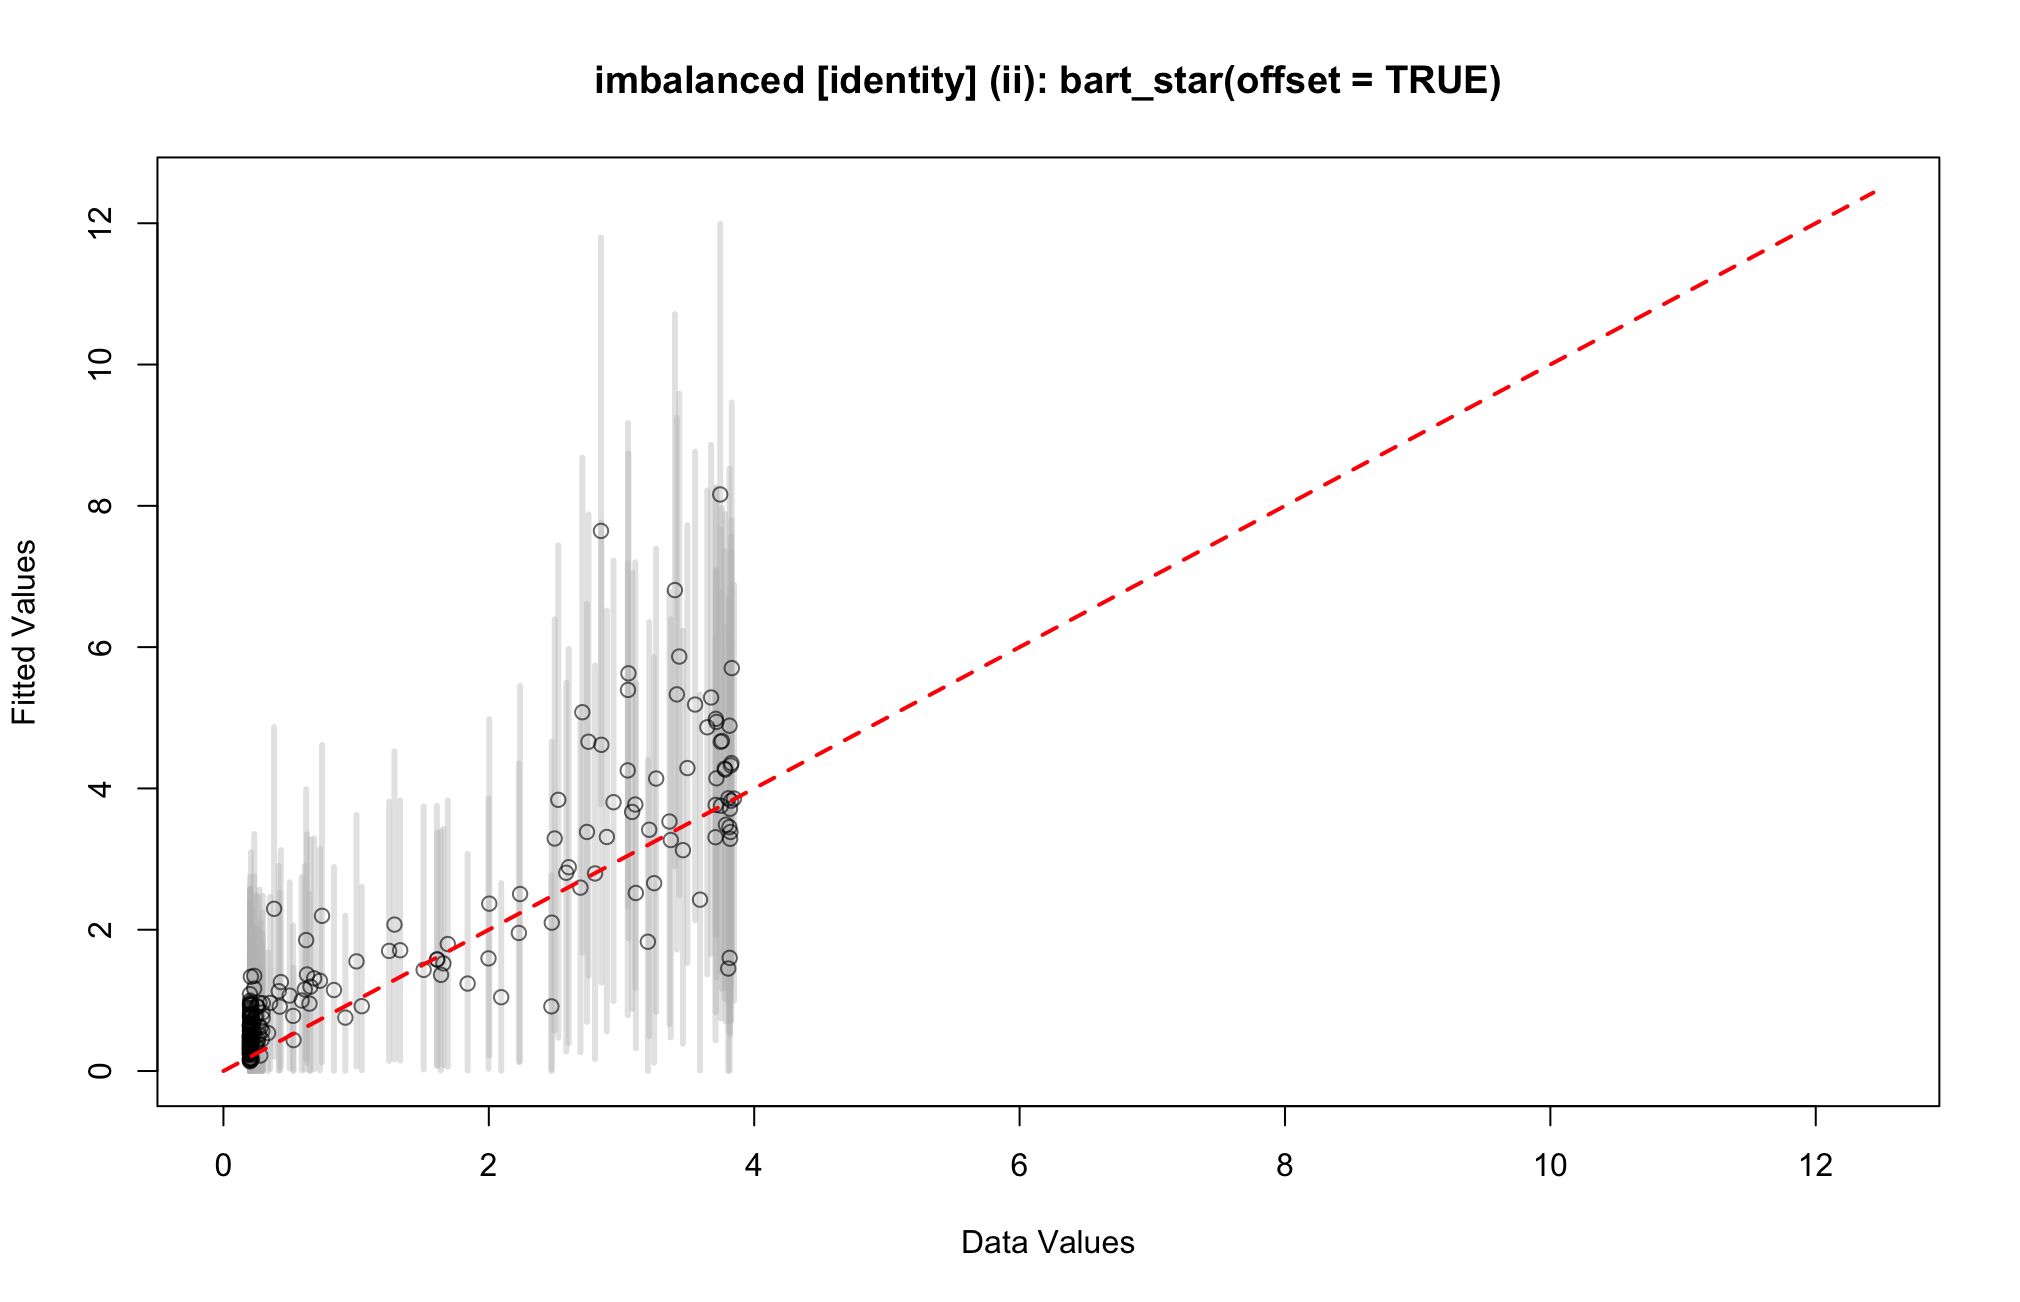 imbalanced [identity] (ii): bart_star(offset = TRUE)
12
10
8
6
4
2
0
Fitted Values
0 2 4 6 8 10 12
Data Values